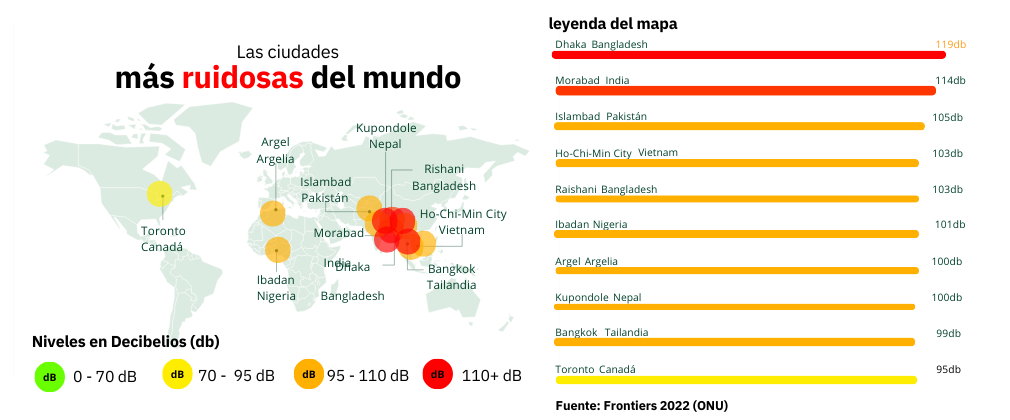 Las ciudades
más ruidosas del mundo
Kupondole
Nepal
Argel
Argelia
Rishani
Bangladesh
Islambad
Pakistán
Ho-Chi-Min City
Vietnam
Toronto
Canadá
Morabad
India
Dhaka
Bangladesh
Ibadan
Nigeria
Bangkok
Tailandia
Niveles en Decibelios (db)
dB 0 - 70 dB
dB 70 - 95 dB
dB 95 - 110 dB
dB 110+ dB
leyenda del mapa
Dhaka Bangladesh 119db
Morabad India 114db
Islambad Pakistán 105db
Ho-Chi-Min City Vietnam 103db
Raishani Bangladesh 103db
Ibadan Nigeria 101db
Argel Argelia 100db
Kupondole Nepal 100db
Bangkok Tailandia 99db
Toronto Canadá 95db
Fuente: Frontiers 2022 (ONU)